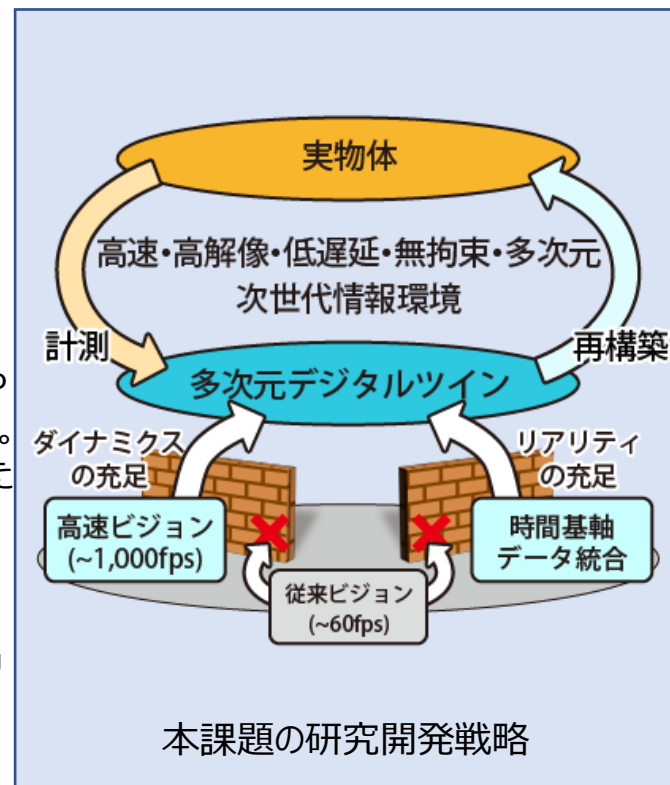 実物体
高速・高解像・低遅延・無拘束・多次元
次世代情報環境
計測
再構築
多次元デジタルツイン
ダイナミクス
の充足
リアリティ
の充足
高速ビジョン
(~1,000fps)
時間基軸
データ統合
従来ビジョン
(~60fps)
本課題の研究開発戦略